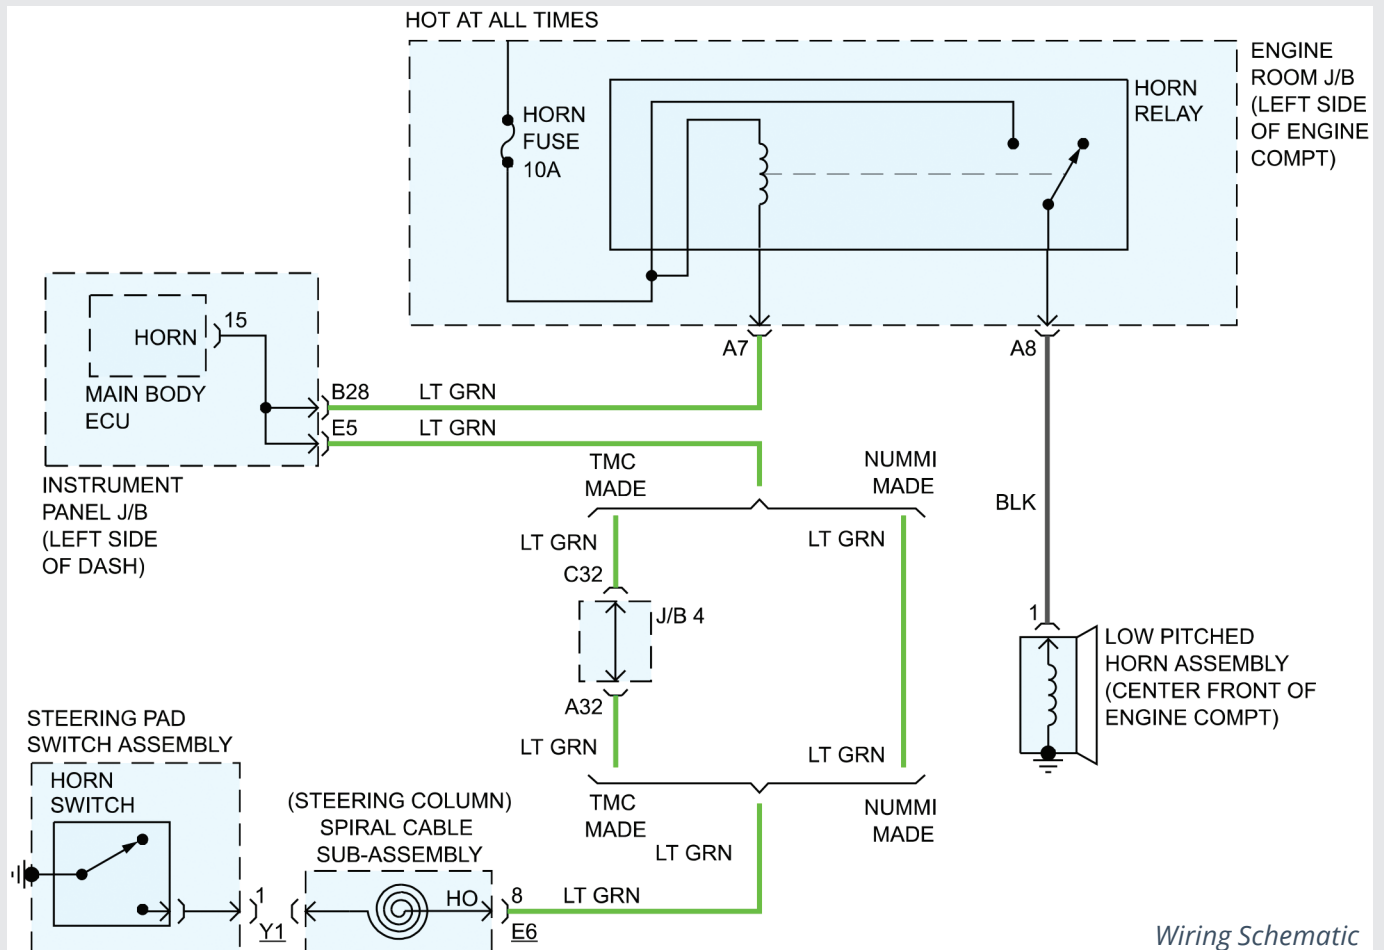 HOT AT ALL TIMES
ENGINE
ROOM J/B
(LEFT SIDE
OF ENGINE
COMPT)
HORN
RELAY
HORN
FUSE
10A
A7
A8
HORN
15
MAIN BODY
ECU
B28
LT GRN
E5
LT GRN
INSTRUMENT
PANEL J/B
(LEFT SIDE
OF DASH)
TMC
MADE
NUMMI
MADE
BLK
LT GRN
LT GRN
C32
J/B 4
A32
LT GRN
LT GRN
1
LOW PITCHED
HORN ASSEMBLY
(CENTER FRONT OF
ENGINE COMPT)
TMC
MADE
NUMMI
MADE
LT GRN
STEERING PAD
SWITCH ASSEMBLY
HORN
SWITCH
1
Y1
(STEERING COLUMN)
SPIRAL CABLE
SUB-ASSEMBLY
HO
8
E6
LT GRN
Wiring Schematic